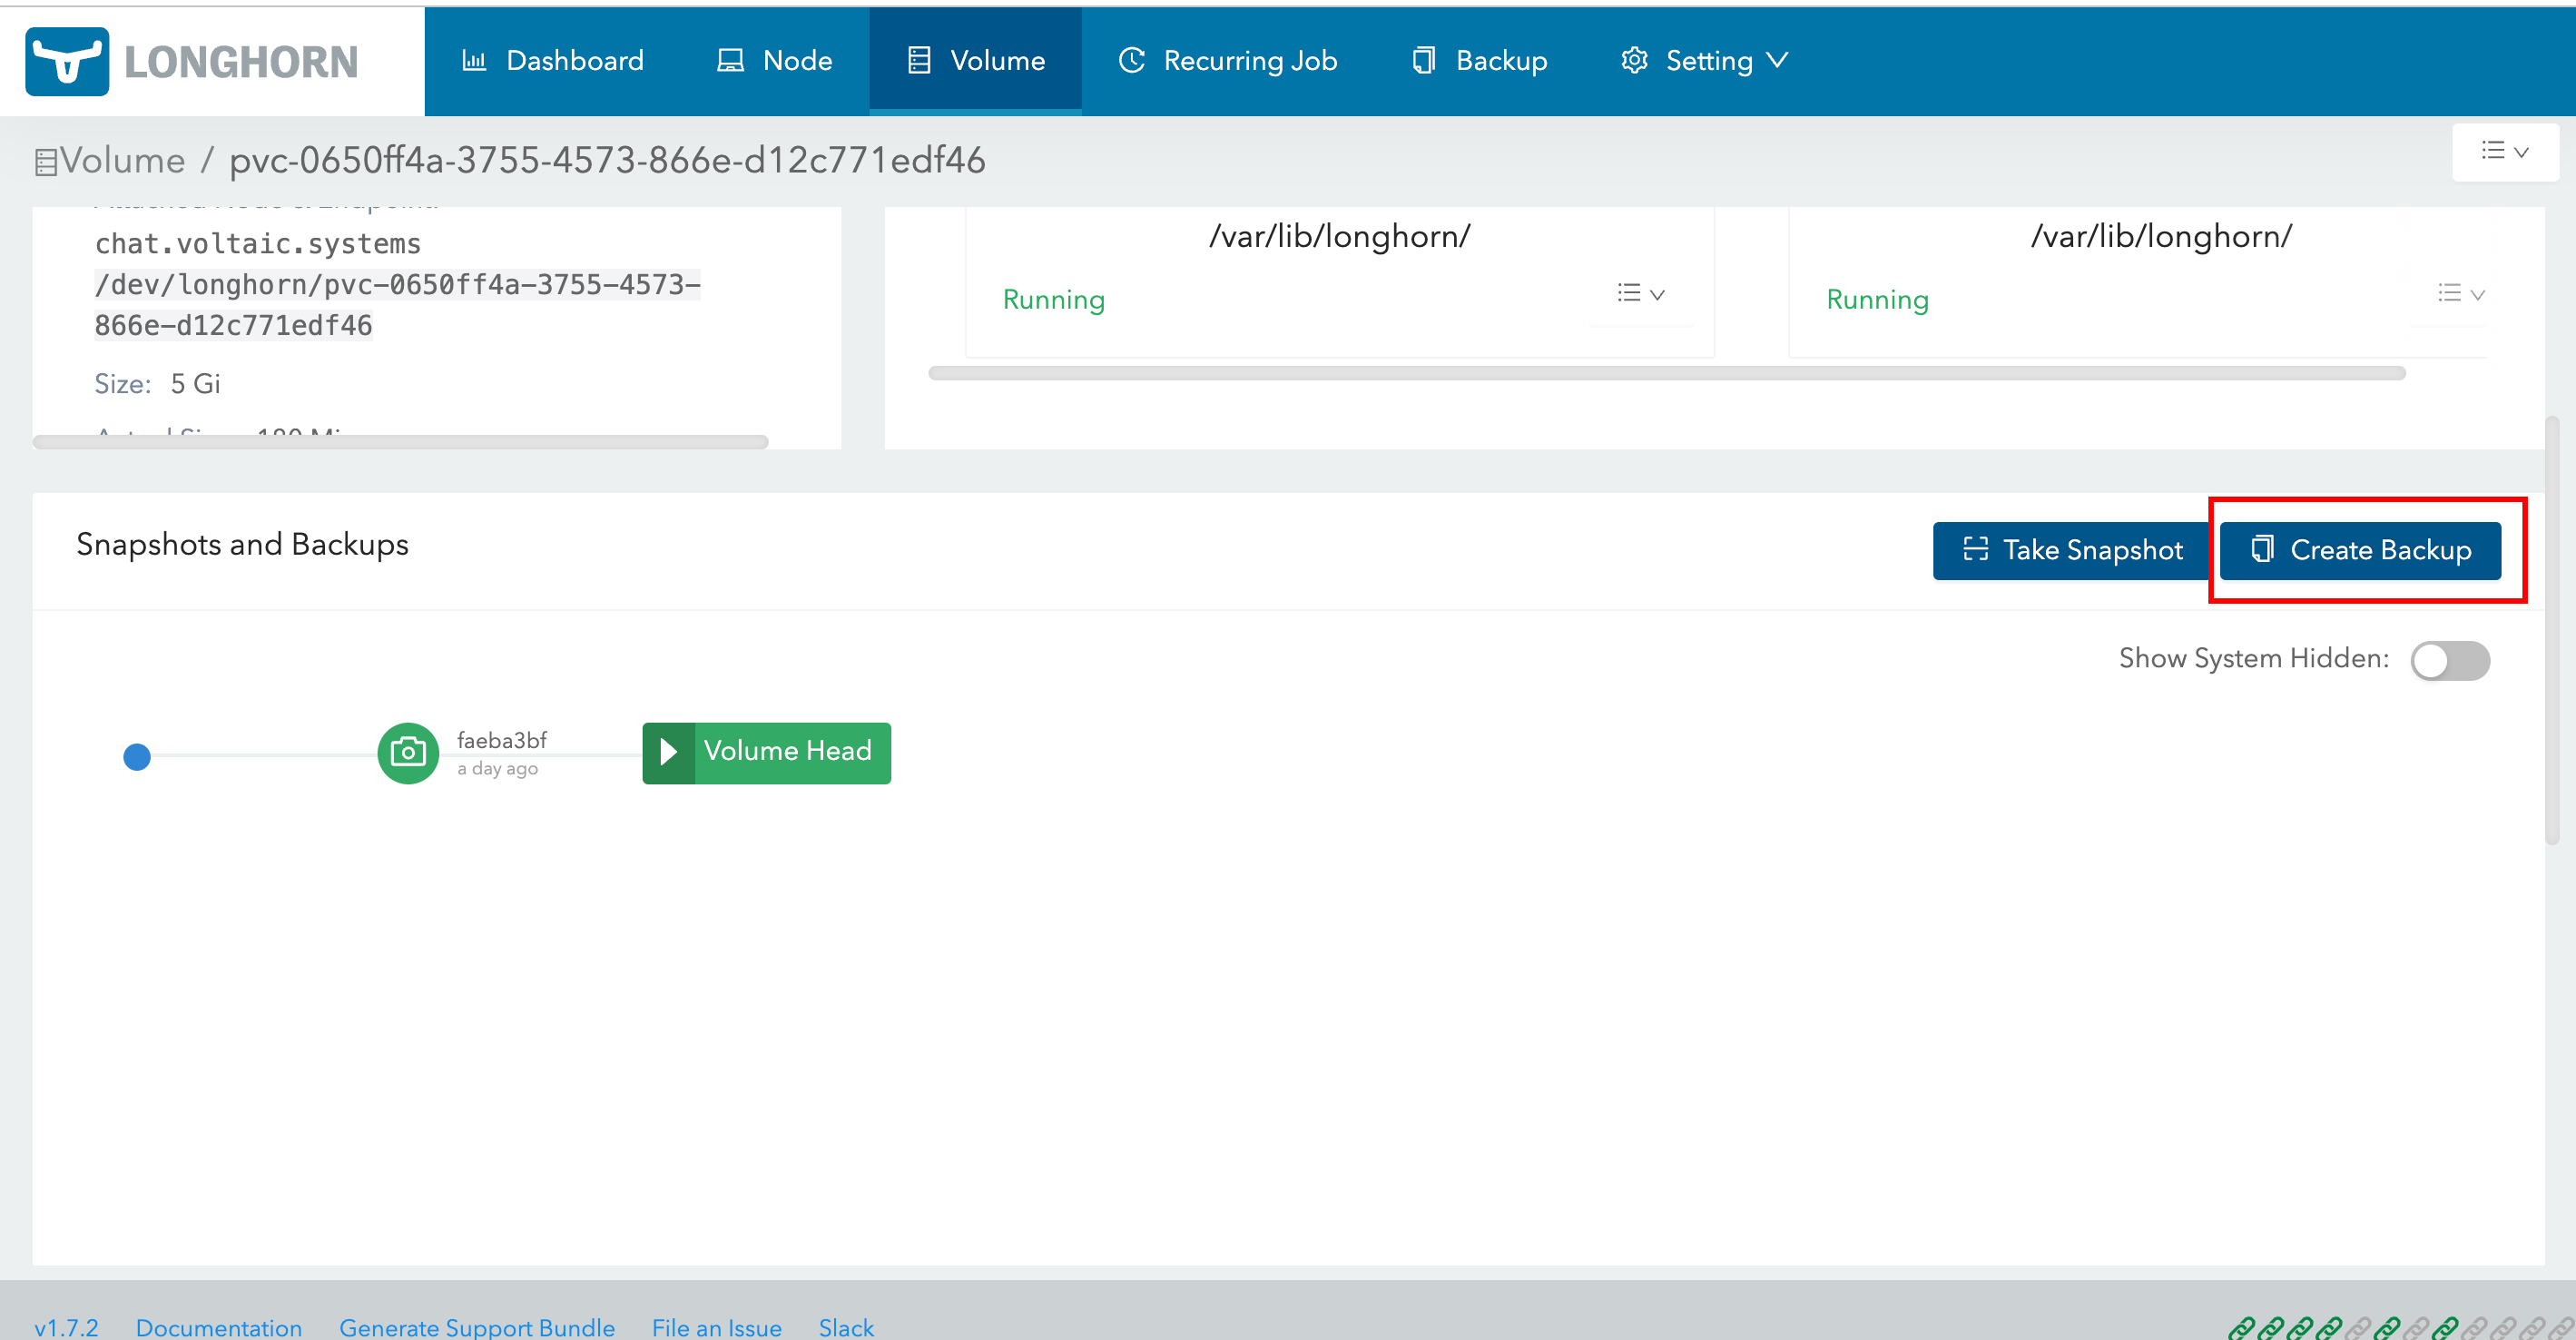 LONGHORN
Dashboard
Node
Volume
Recurring Job
Backup
Setting
Volume / pvc-0650ff4a-3755-4573-866e-d12c771edf46
chat.voltaic.systems
/dev/longhorn/pvc-0650ff4a-3755-4573-
866e-d12c771edf46
Size: 5 Gi
/var/lib/longhorn/
Running
/var/lib/longhorn/
Running
Snapshots and Backups
Take Snapshot
Create Backup
Show System Hidden:
faeba3bf
a day ago
Volume Head
v1.7.2
Documentation
Generate Support Bundle
File an Issue
Slack